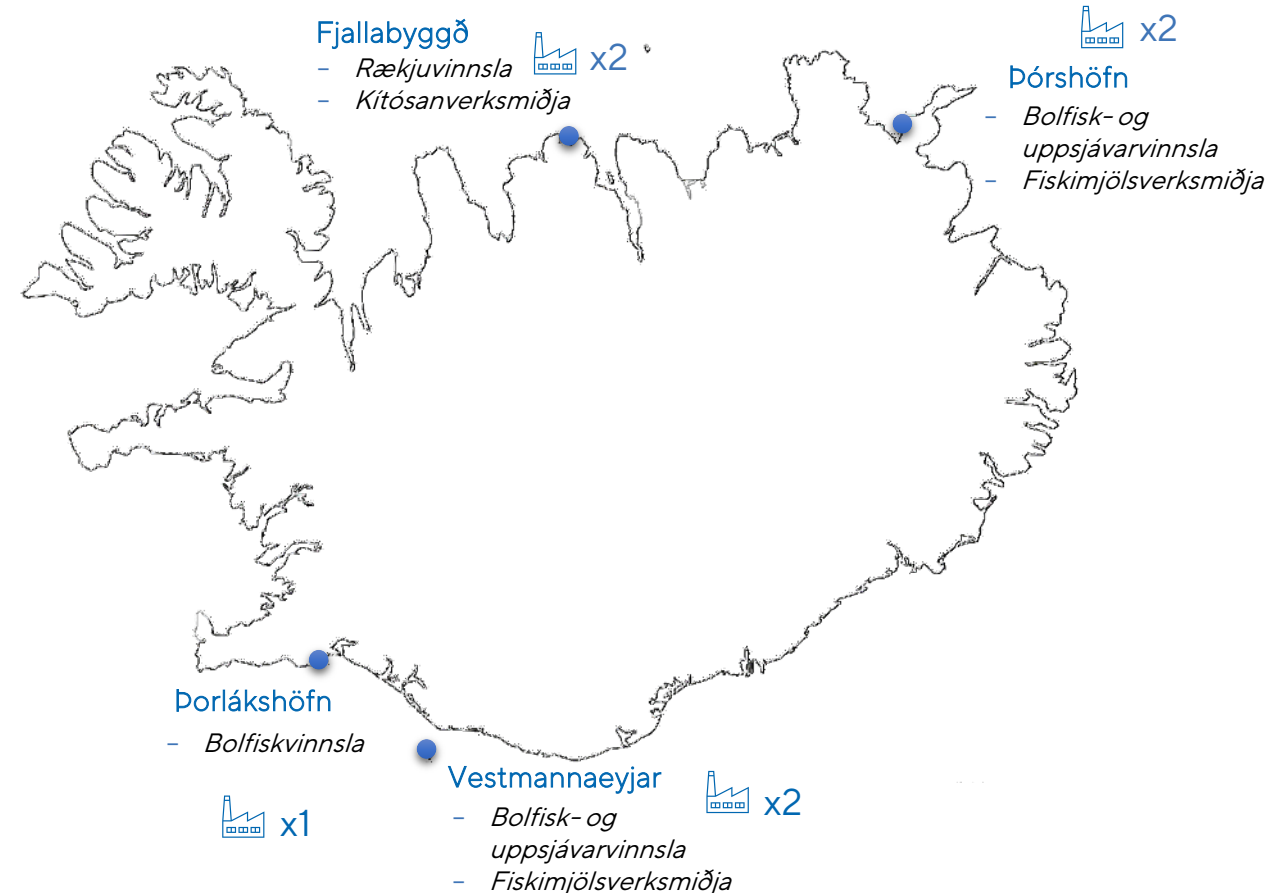 Fjallabyggð
x2
- Rækjuvinnsla
- Kítósanverksmiðja
x2
Þórshöfn
- Bolfisk- og
uppsjávarvinnsla
- Fiskimjölsverksmiðja
Þorlákshöfn
- Bolfiskvinnsla
x1
Vestmannaeyjar
x2
- Bolfisk- og
uppsjávarvinnsla
- Fiskimjölsverksmiðja